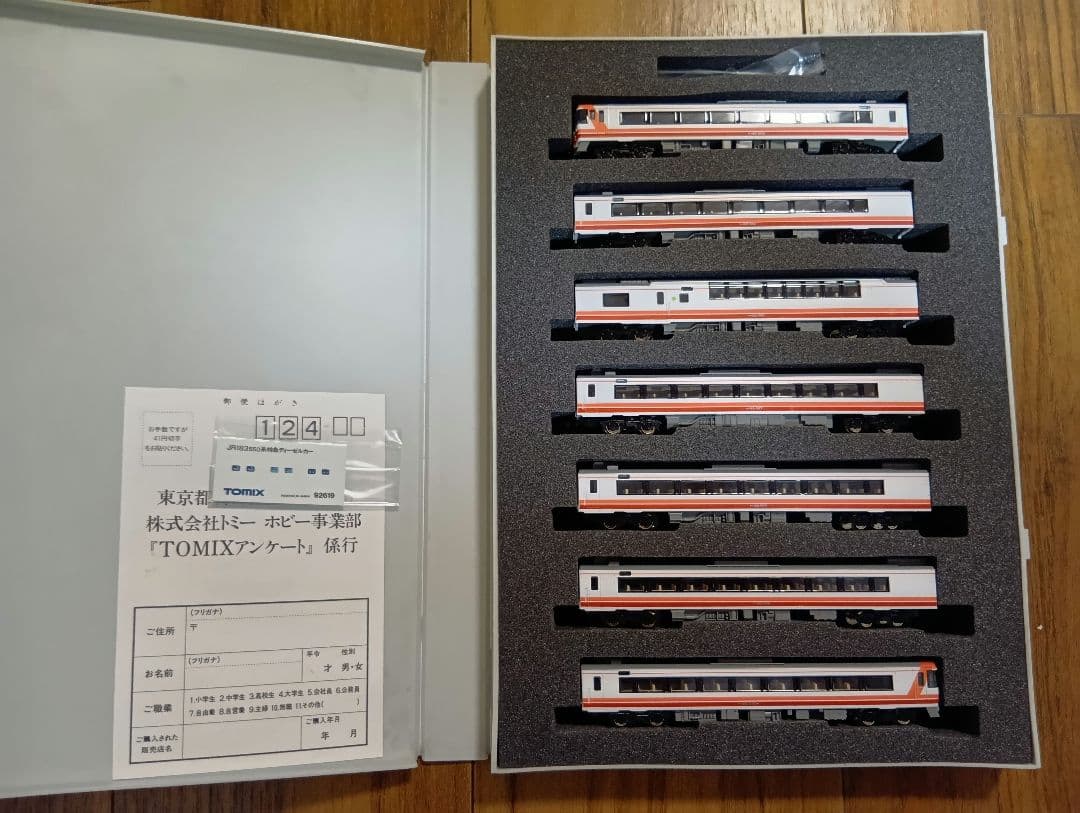 郵便はがき
お手数ですが
41円切手
をお貼りください。
124
JR183 550系特急ディーゼルカー
TOMIX
92619
東京都
株式会社トミー ホビー事業部
『TOMIXアンケート』 係行
ご住所
(フリガナ)
〒
お名前
(フリガナ)
年令 性別
才 男・女
ご職業
1.小学生 2.中学生 3.高校生 4.大学生 5.会社員 6.公務員
7.自由業 8.自営業 9.主婦 10.無職 11.その他( )
ご購入された
販売店名
ご購入年月
年 月